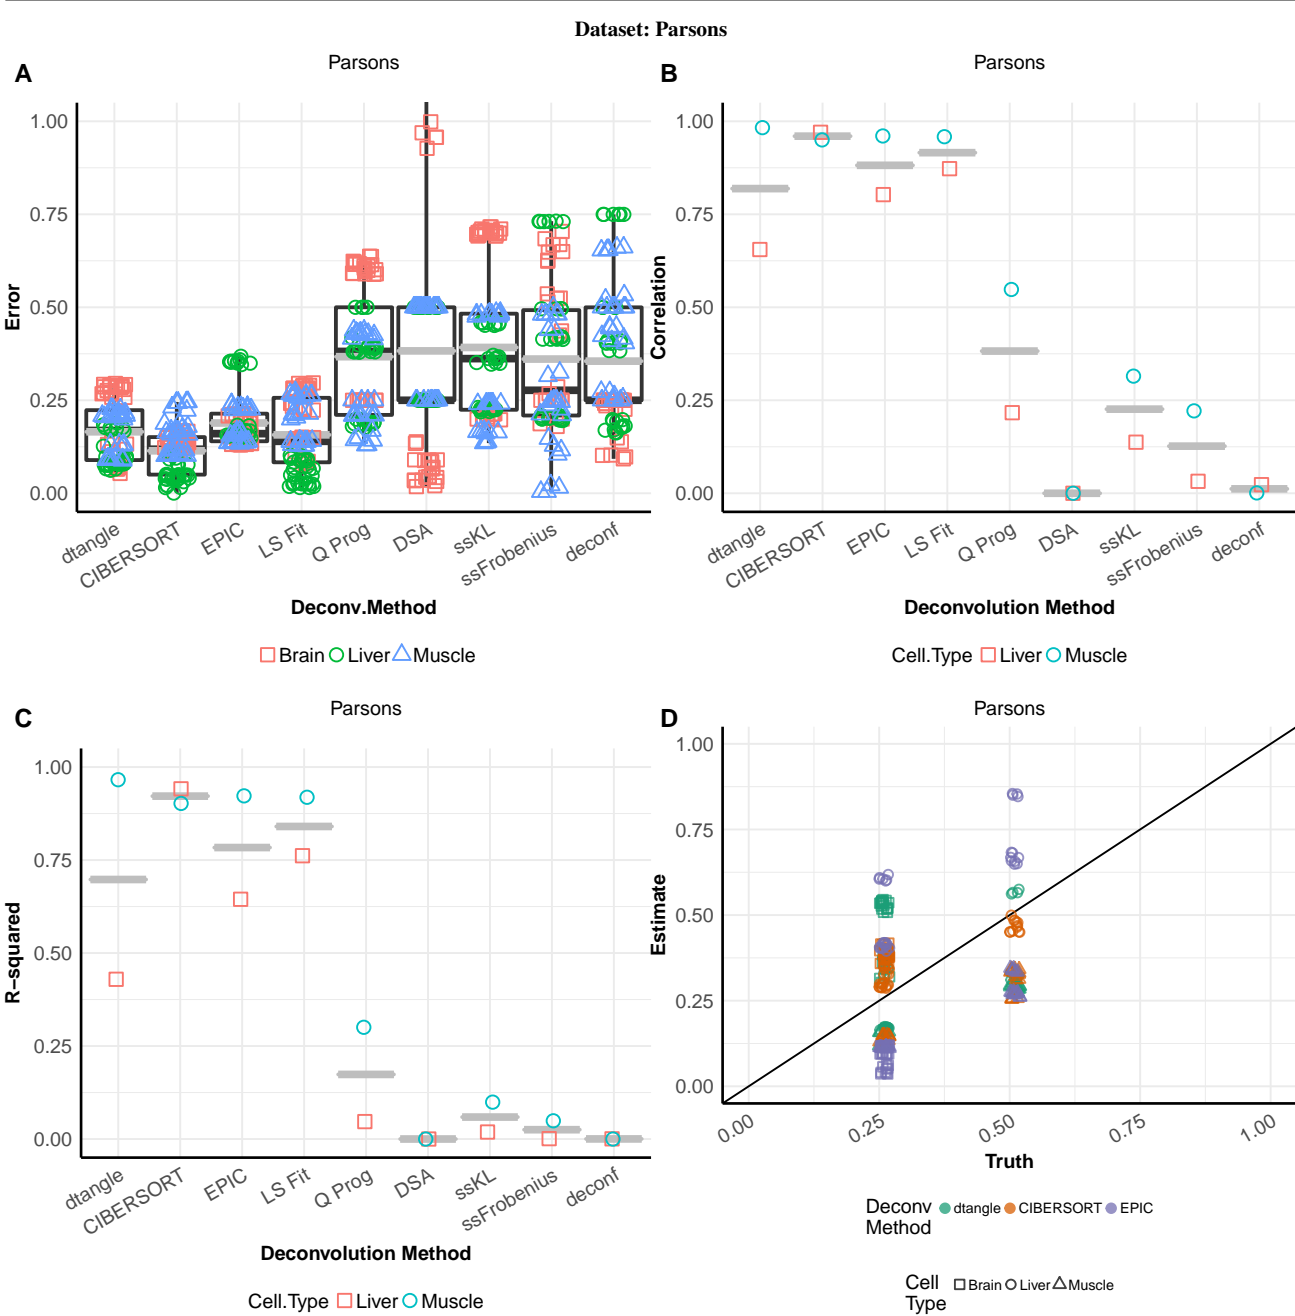 Dataset: Parsons
A
Parsons
Error
1.00
0.75
0.50
0.25
0.00
dtangle
CIBERSORT
EPIC
LS Fit
Q Prog
DSA
ssKL
ssFrobenius
deconf
Deconv.Method
Brain Liver Muscle
B
Parsons
Correlation
1.00
0.75
0.50
0.25
0.00
dtangle
CIBERSORT
EPIC
LS Fit
Q Prog
DSA
ssKL
ssFrobenius
deconf
Deconvolution Method
Cell.Type Liver Muscle
C
Parsons
R−squared
1.00
0.75
0.50
0.25
0.00
dtangle
CIBERSORT
EPIC
LS Fit
Q Prog
DSA
ssKL
ssFrobenius
deconf
Deconvolution Method
Cell.Type Liver Muscle
D
Parsons
Estimate
1.00
0.75
0.50
0.25
0.00
0.00
0.25
0.50
0.75
1.00
Truth
Deconv
Method
dtangle CIBERSORT EPIC
Cell
Type
Brain Liver Muscle